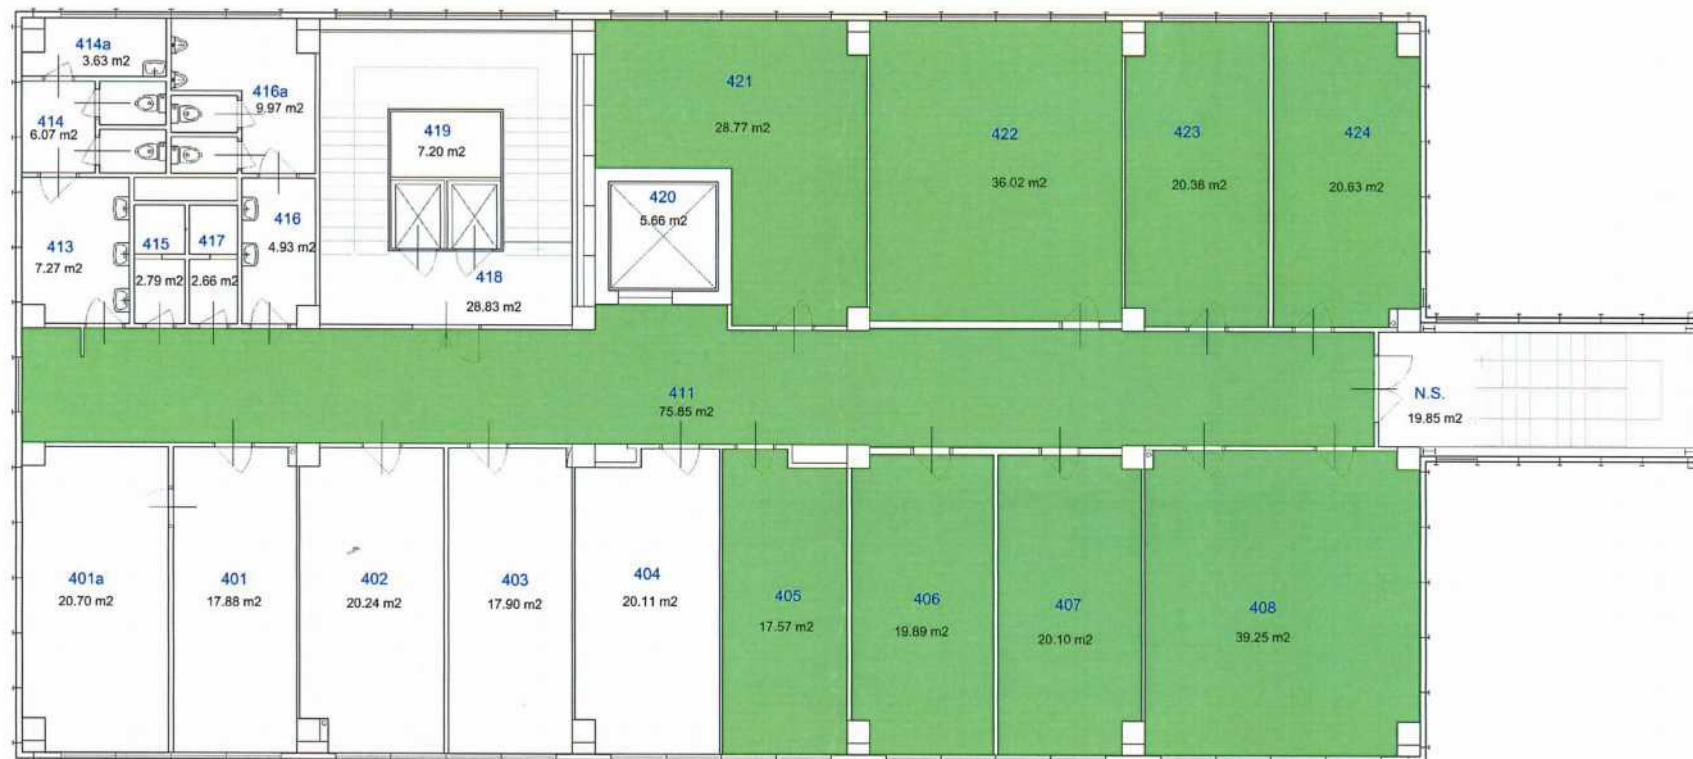 414a
3.63 m2
416a
9.97 m2
414
6.07 m2
419
7.20 m2
421
28.77 m2
422
36.02 m2
423
20.38 m2
424
20.63 m2
420
5.66 m2
413
7.27 m2
415
2.79 m2
417
2.66 m2
416
4.93 m2
418
28.83 m2
411
75.85 m2
N.S.
19.85 m2
401a
20.70 m2
401
17.88 m2
402
20.24 m2
403
17.90 m2
404
20.11 m2
405
17.57 m2
406
19.89 m2
407
20.10 m2
408
39.25 m2